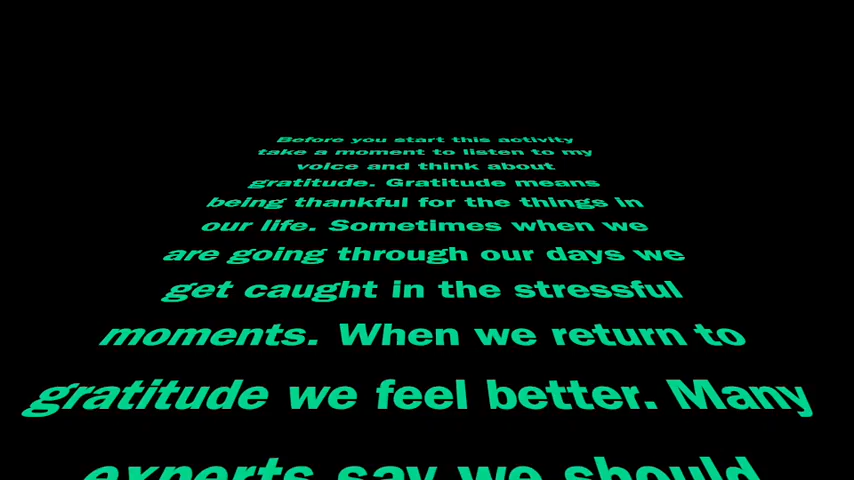 Before you start this activity
take a moment to listen to my
voice and think about
gratitude. Gratitude means
being thankful for the things in
our life. Sometimes when we
are going through our days we
get caught in the stressful
moments. When we return to
gratitude we feel better. Many
experts say we should